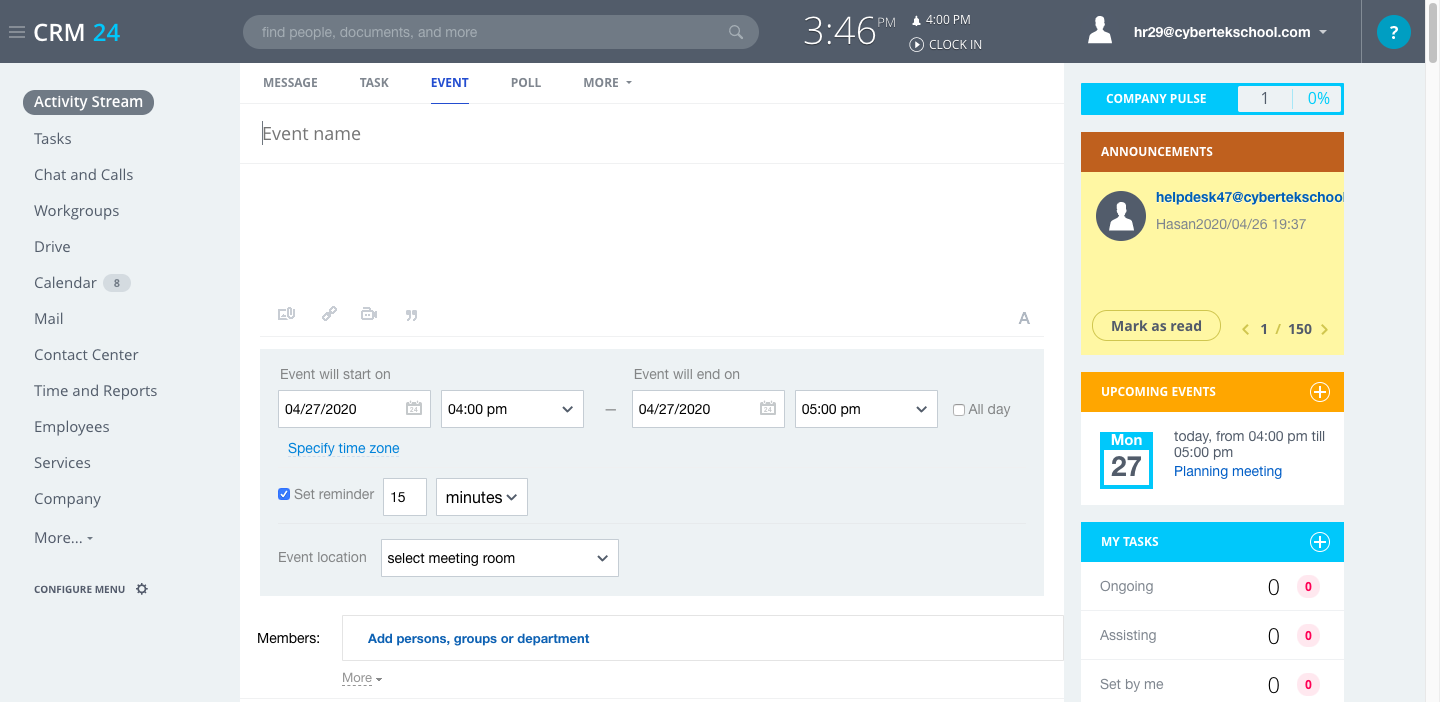 CRM 24
find people, documents, and more
3:46 PM
4:00 PM
CLOCK IN
hr29@cybertekschool.com
?
Activity Stream
Tasks
Chat and Calls
Workgroups
Drive
Calendar 8
Mail
Contact Center
Time and Reports
Employees
Services
Company
More...
CONFIGURE MENU
MESSAGE TASK EVENT POLL MORE
Event name
A
Event will start on Event will end on
04/27/2020 24 04:00 pm — 04/27/2020 24 05:00 pm All day
Specify time zone
Set reminder 15 minutes
Event location select meeting room
Members: Add persons, groups or department
More
COMPANY PULSE 1 0%
ANNOUNCEMENTS
helpdesk47@cybertekschool
Hasan2020/04/26 19:37
Mark as read 1 / 150
UPCOMING EVENTS
Mon
27
today, from 04:00 pm till
05:00 pm
Planning meeting
MY TASKS
Ongoing 0 0
Assisting 0 0
Set by me 0 0